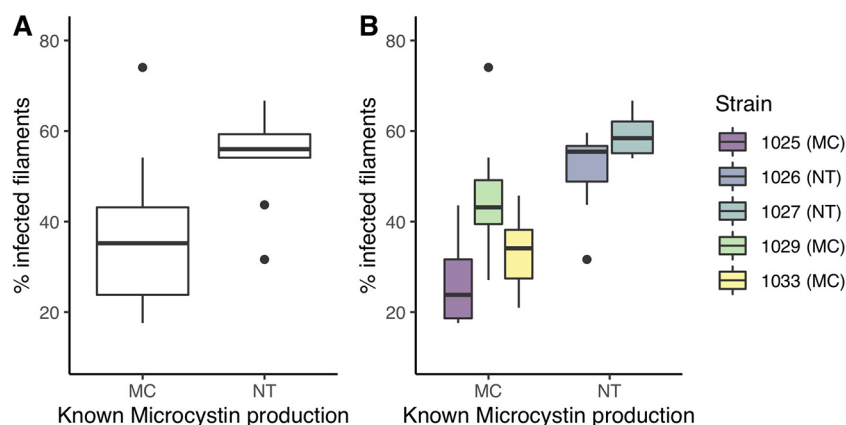 A
80
60
40
20
% infected filaments
MC
NT
Known Microcystin production
B
80
60
40
20
% infected filaments
MC
NT
Known Microcystin production
Strain
1025 (MC)
1026 (NT)
1027 (NT)
1029 (MC)
1033 (MC)